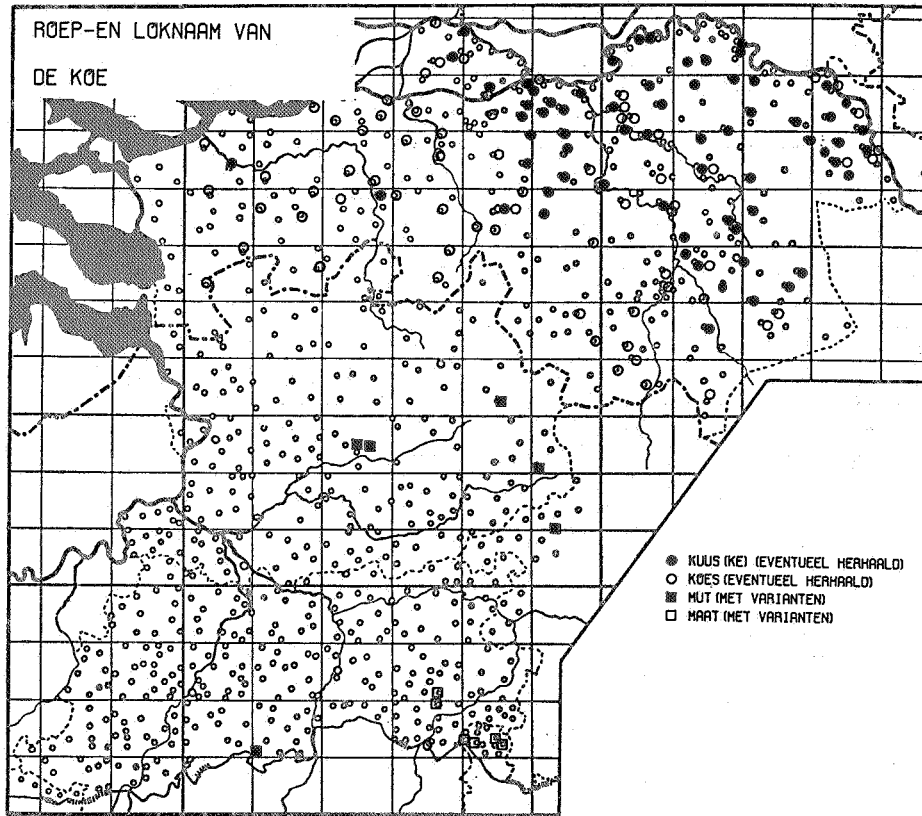 ROEP-EN LOKNAAM VAN
DE KOE
KUUS (KE) (EVENTUEEL HERHAALD)
KOES (EVENTUEEL HERHAALD)
MUT (MET VARIANTEN)
MAAT (MET VARIANTEN)